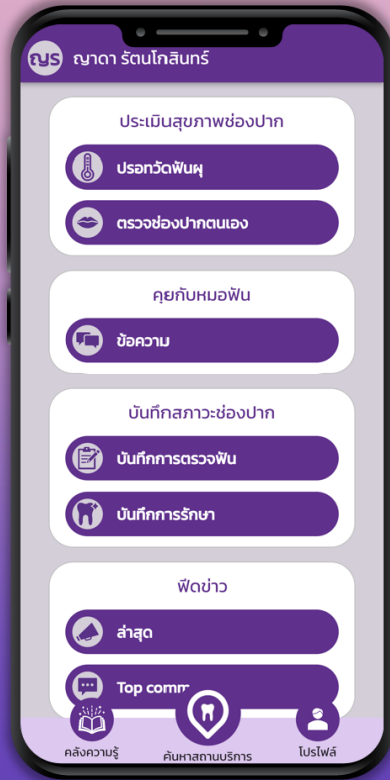 ญร ญาดา รัตนโกสินทร์
ประเมินสุขภาพช่องปาก
ปรอทวัดฟันผุ
ตรวจช่องปากตนเอง
คุยกับหมอฟัน
ข้อความ
บันทึกสภาวะช่องปาก
บันทึกการตรวจฟัน
บันทึกการรักษา
ฟีดข่าว
ล่าสุด
Top
คลังความรู้ ค้นหาสถานบริการ โปรไฟล์